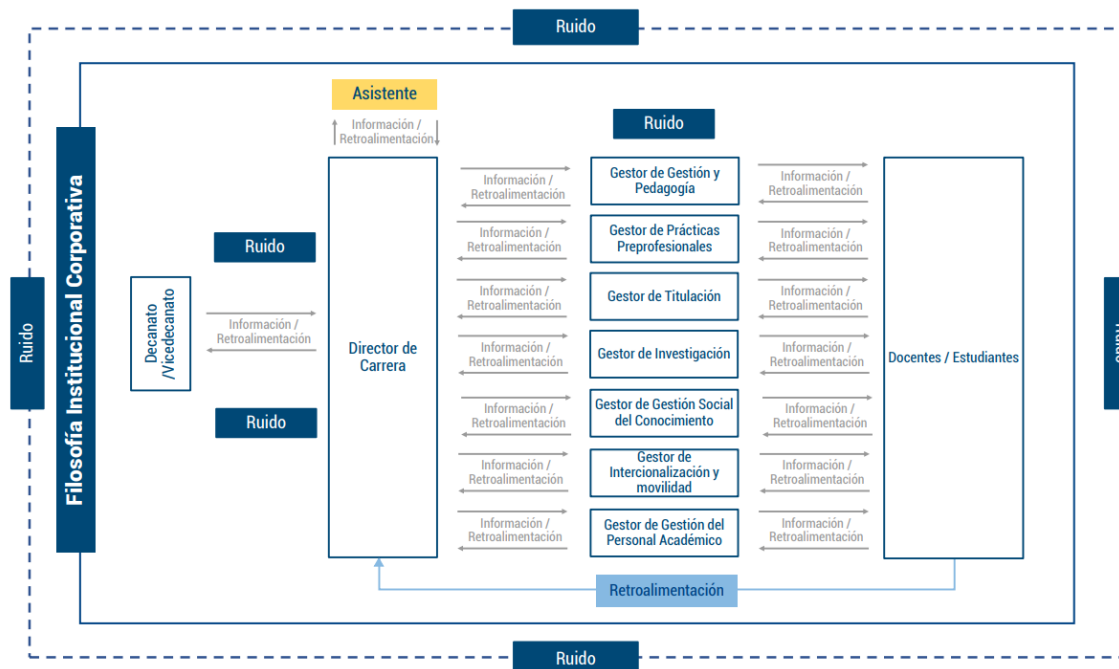 Ruido
Asistente
Información /
Retroalimentación
Ruido
Filosofía Institucional Corporativa
Ruido
Decanato
/Vicedecanato
Ruido
Información /
Retroalimentación
Ruido
Director de
Carrera
Información /
Retroalimentación
Gestor de Gestión y
Pedagogía
Información /
Retroalimentación
Información /
Retroalimentación
Gestor de Prácticas
Preprofesionales
Información /
Retroalimentación
Información /
Retroalimentación
Gestor de Titulación
Información /
Retroalimentación
Información /
Retroalimentación
Gestor de Investigación
Información /
Retroalimentación
Información /
Retroalimentación
Gestor de Gestión Social
del Conocimiento
Información /
Retroalimentación
Información /
Retroalimentación
Gestor de
Intercionalización y
movilidad
Información /
Retroalimentación
Información /
Retroalimentación
Gestor de Gestión del
Personal Académico
Información /
Retroalimentación
Docentes / Estudiantes
Retroalimentación
Ruido